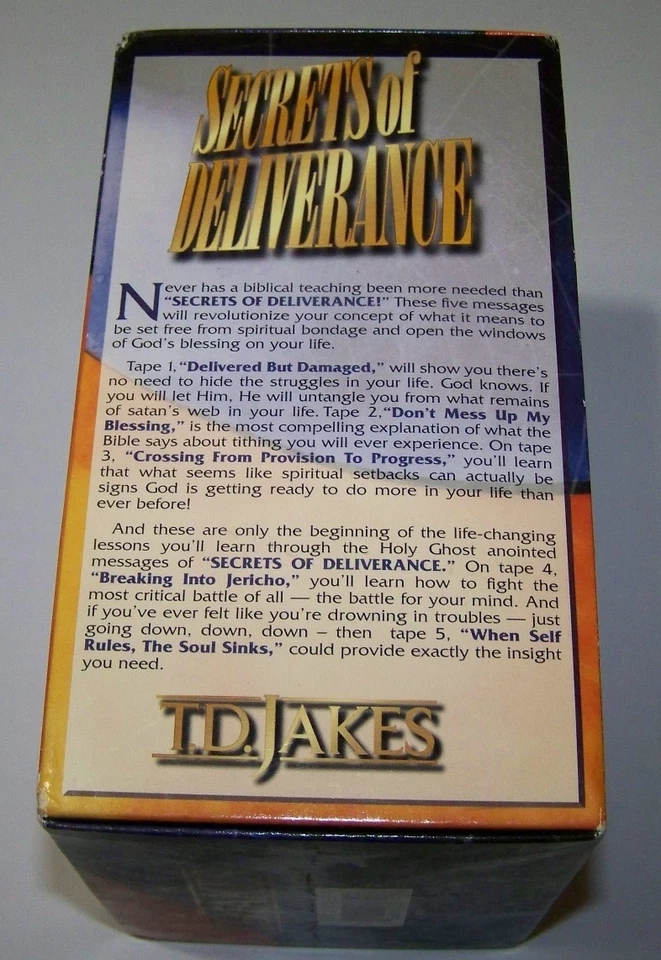 SECRETS of
DELIVERANCE
Never has a biblical teaching been more needed than
"SECRETS OF DELIVERANCE!" These five messages
will revolutionize your concept of what it means to
be set free from spiritual bondage and open the windows
of God's blessing on your life.
Tape 1, "Delivered But Damaged," will show you there's
no need to hide the struggles in your life. God knows. If
you will let Him, He will untangle you from what remains
of satan's web in your life. Tape 2, "Don't Mess Up My
Blessing," is the most compelling explanation of what the
Bible says about tithing you will ever experience. On tape
3, "Crossing From Provision To Progress," you'll learn
that what seems like spiritual setbacks can actually be
signs God is getting ready to do more in your life than
ever before!
And these are only the beginning of the life-changing
lessons you'll learn through the Holy Ghost anointed
messages of "SECRETS OF DELIVERANCE." On tape 4,
"Breaking Into Jericho," you'll learn how to fight the
most critical battle of all — the battle for your mind. And
if you've ever felt like you're drowning in troubles — just
going down, down, down – then tape 5, "When Self
Rules, The Soul Sinks," could provide exactly the insight
you need.
T.D. JAKES